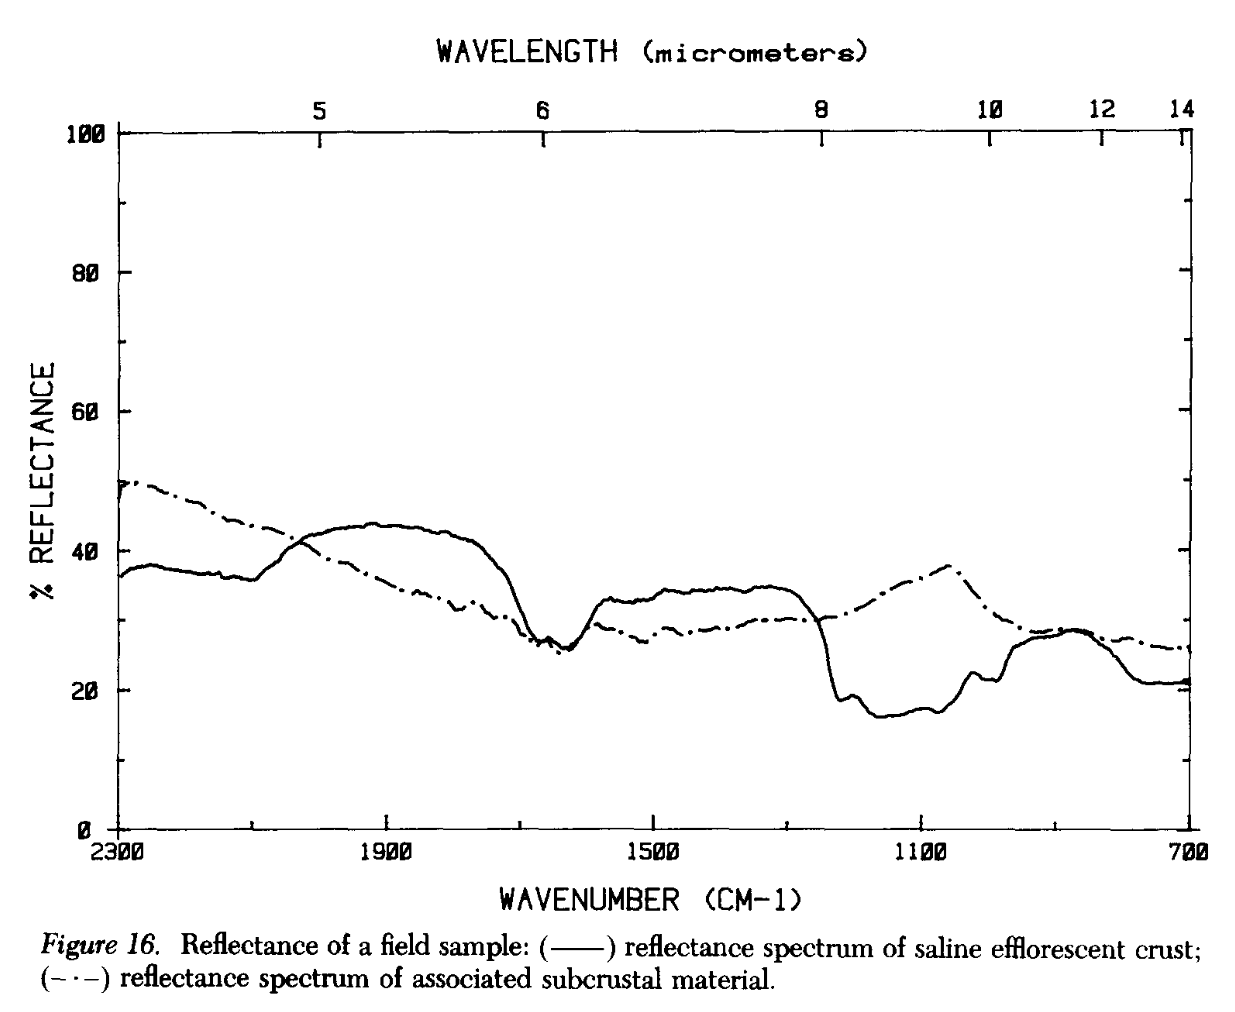 WAVELENGTH (micrometers)
5 6 8 10 12 14
100
80
60
40
20
0
% REFLECTANCE
2300 1900 1500 1100 700
WAVENUMBER (CM-1)
Figure 16. Reflectance of a field sample: (——) reflectance spectrum of saline efflorescent crust;
(– · –) reflectance spectrum of associated subcrustal material.